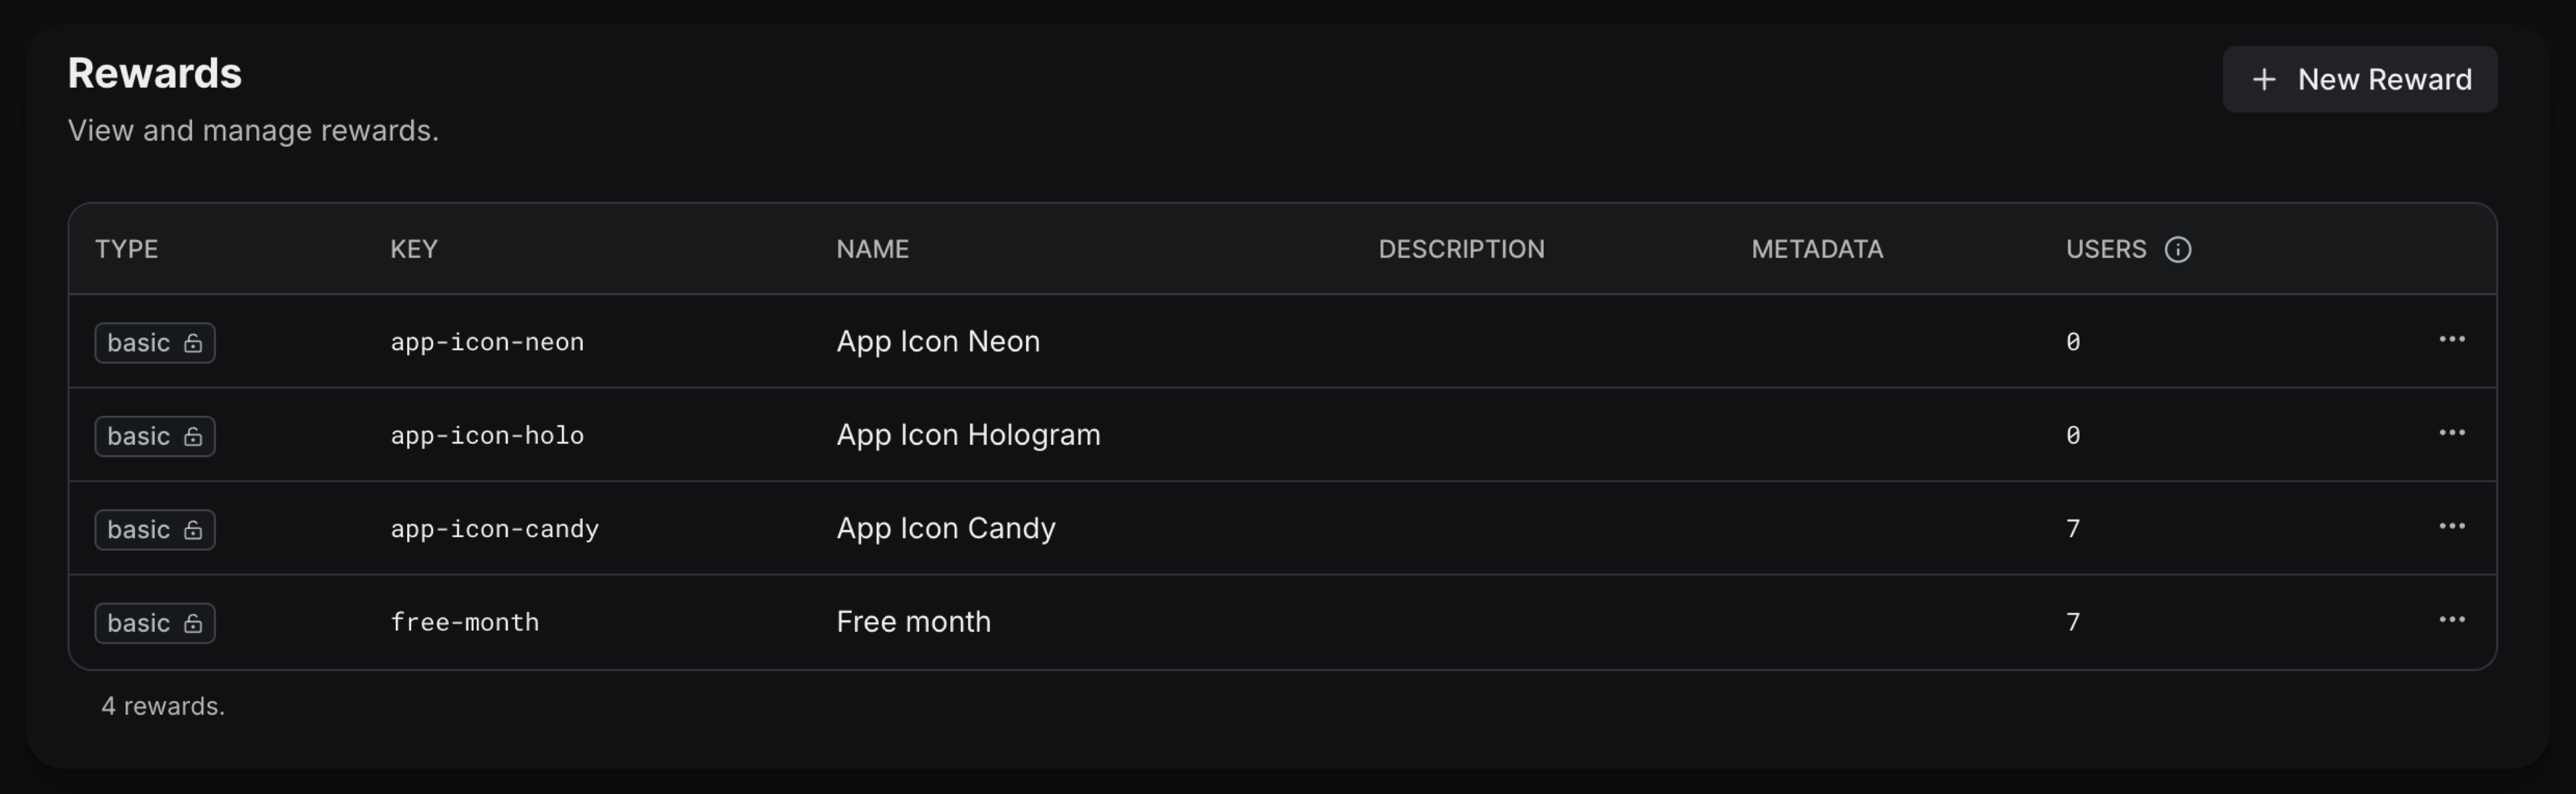 Rewards
New Reward
View and manage rewards.
TYPE KEY NAME DESCRIPTION METADATA USERS
basic app-icon-neon App Icon Neon 0
basic app-icon-holo App Icon Hologram 0
basic app-icon-candy App Icon Candy 7
basic free-month Free month 7
4 rewards.